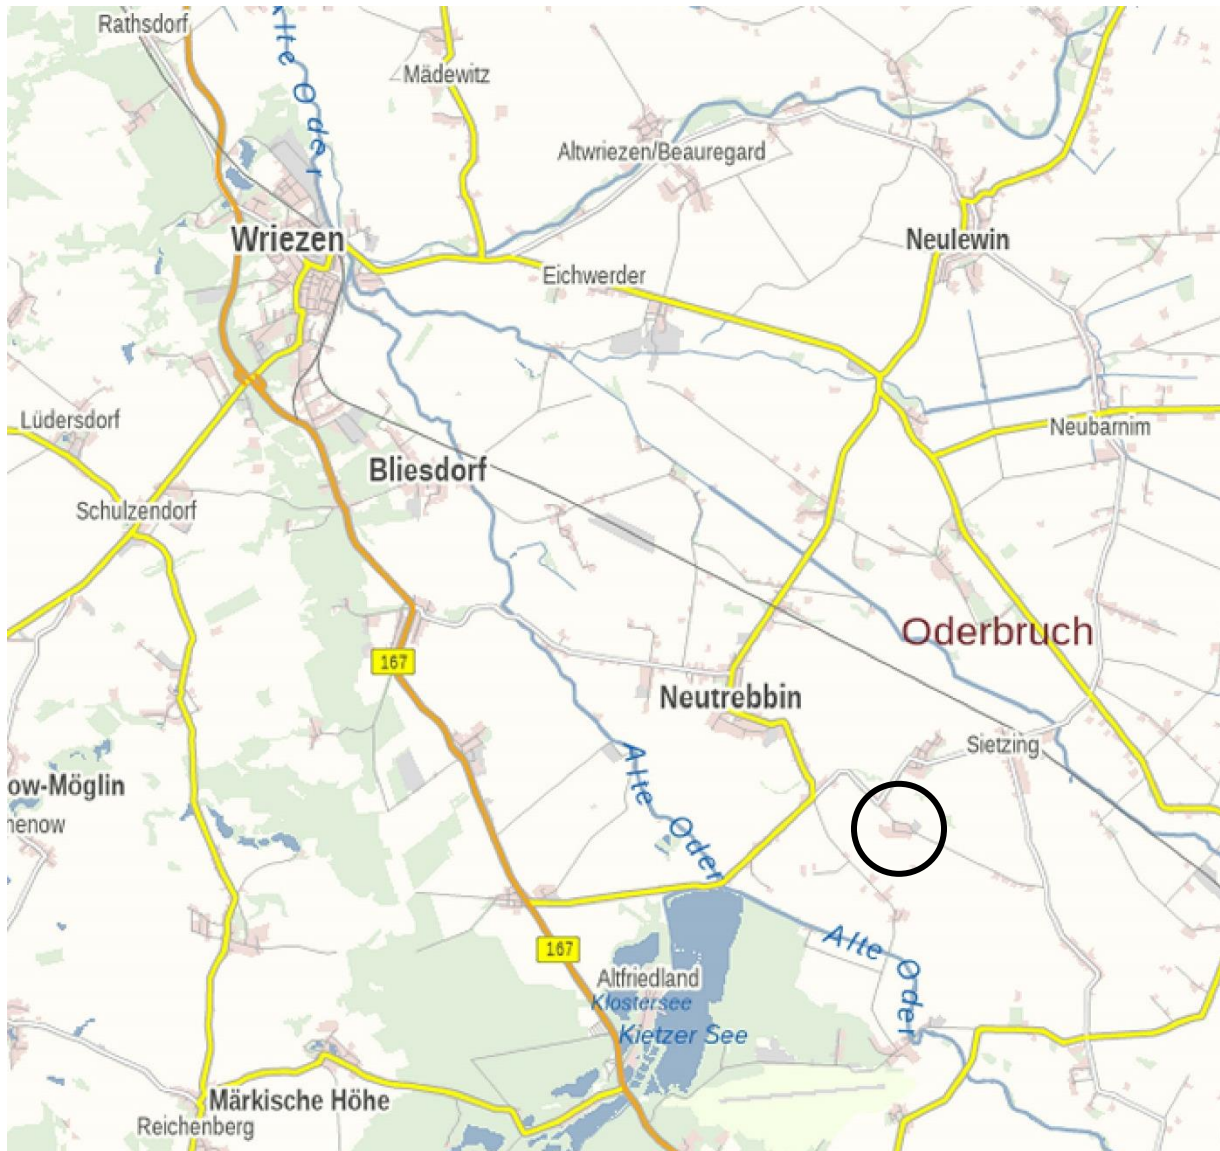 Rathsdorf
Alte Oder
Mädewitz
Altwriezen/Beauregard
Wriezen
Neulewin
Eichwerder
Lüdersdorf
Neubarnim
Bliesdorf
Schulzendorf
Oderbruch
167
Neutrebbin
Sietzing
Alte Oder
ow-Möglin
nenow
Alte Oder
167
Altfriedland
Klostersee
Kietzer See
Märkische Höhe
Reichenberg